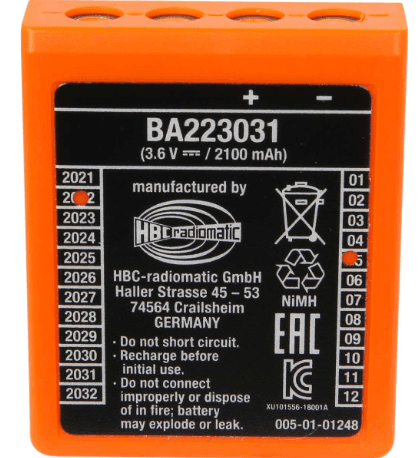 + −
BA223031
(3.6 V ⎓ / 2100 mAh)
2021
2022
2023
2024
2025
2026
2027
2028
2029
2030
2031
2032
manufactured by
HBC radiomatic
HBC-radiomatic GmbH
Haller Strasse 45 – 53
74564 Crailsheim
GERMANY
· Do not short circuit.
· Recharge before
initial use.
· Do not connect
improperly or dispose
of in fire; battery
may explode or leak.
NiMH
EAC
KC
XU101556-18001A
005-01-01248
01
02
03
04
05
06
07
08
09
10
11
12